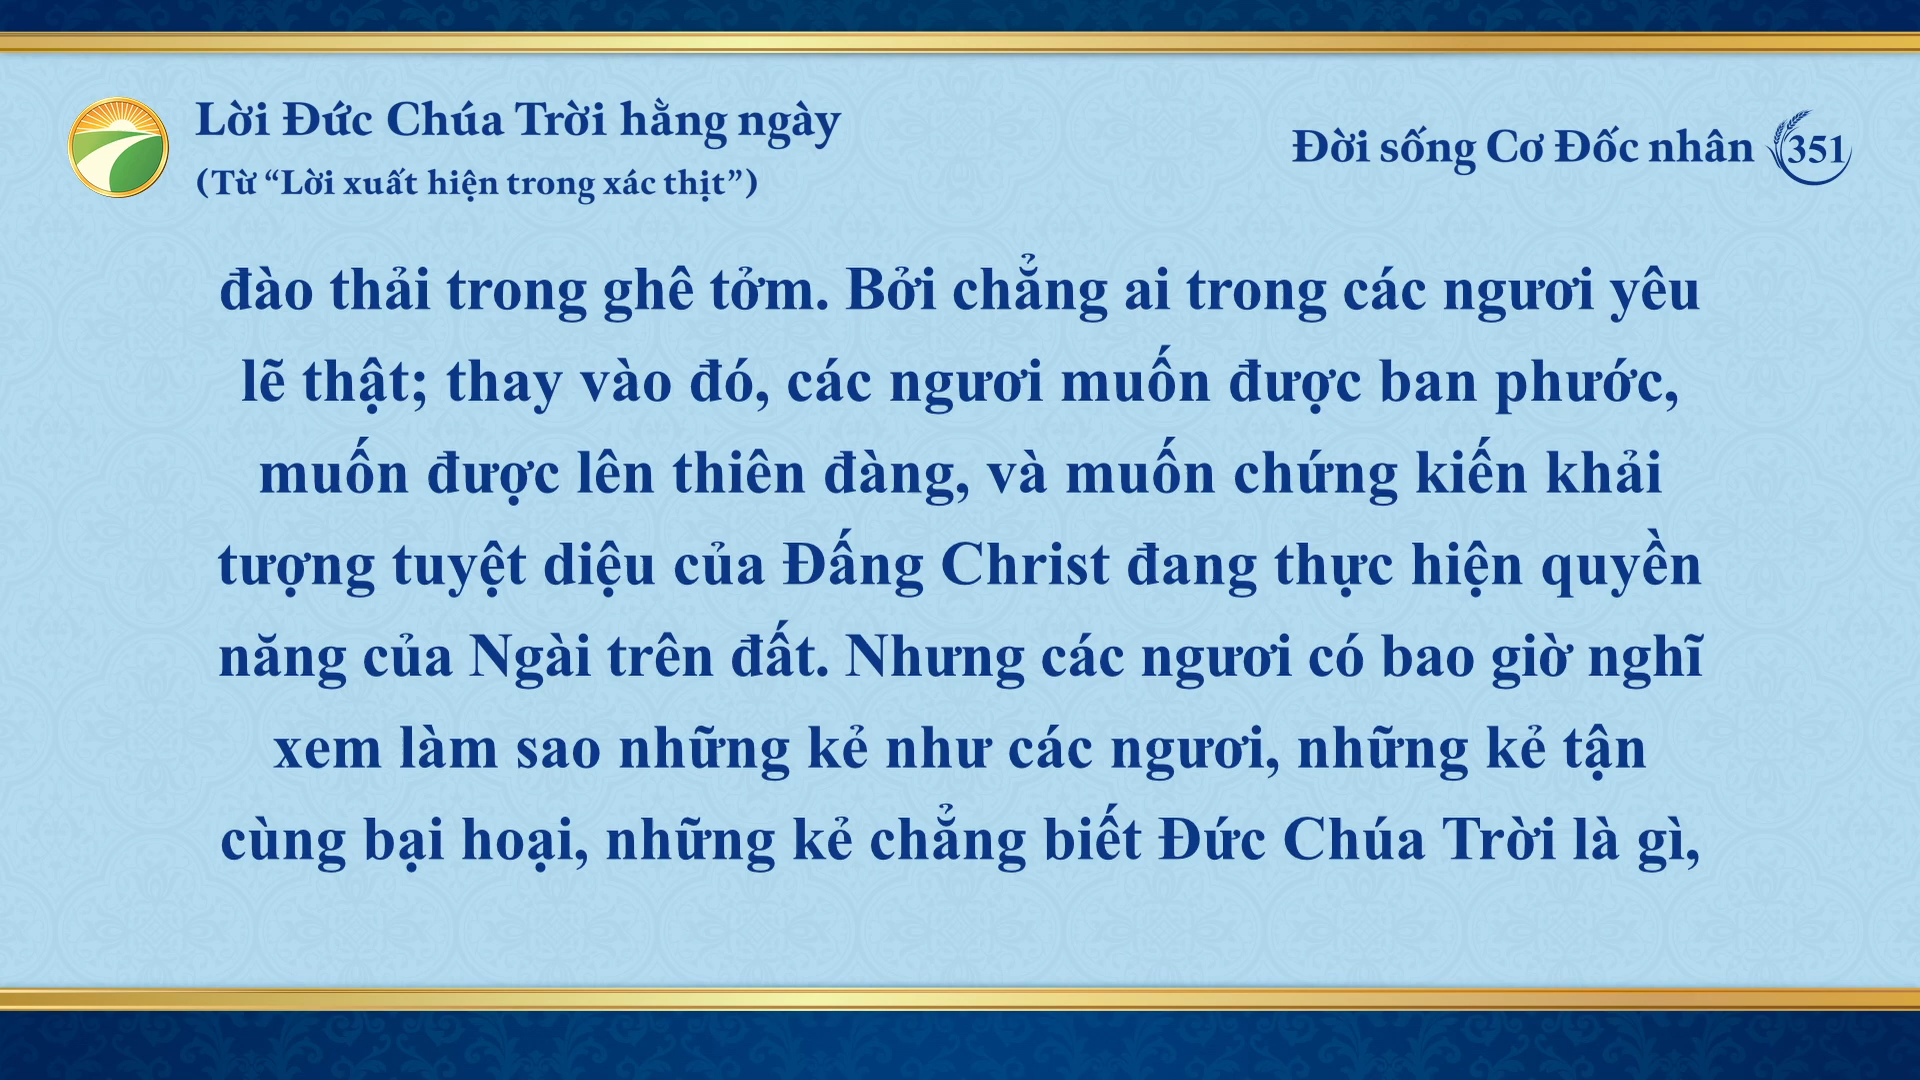 Lời Đức Chúa Trời hằng ngày
(Từ “Lời xuất hiện trong xác thịt”)
Đời sống Cơ Đốc nhân 351
đào thải trong ghê tởm. Bởi chẳng ai trong các ngươi yêu
lẽ thật; thay vào đó, các ngươi muốn được ban phước,
muốn được lên thiên đàng, và muốn chứng kiến khải
tượng tuyệt diệu của Đấng Christ đang thực hiện quyền
năng của Ngài trên đất. Nhưng các ngươi có bao giờ nghĩ
xem làm sao những kẻ như các ngươi, những kẻ tận
cùng bại hoại, những kẻ chẳng biết Đức Chúa Trời là gì,